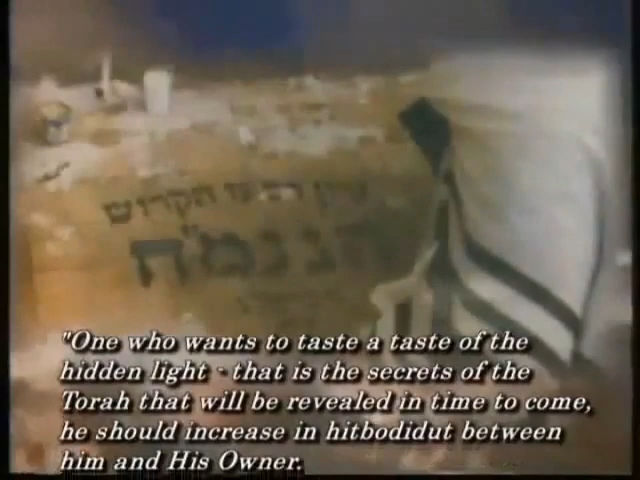 הקדוש
"One who wants to taste a taste of the
hidden light - that is the secrets of the
Torah that will be revealed in time to come,
he should increase in hitbodidut between
him and His Owner.